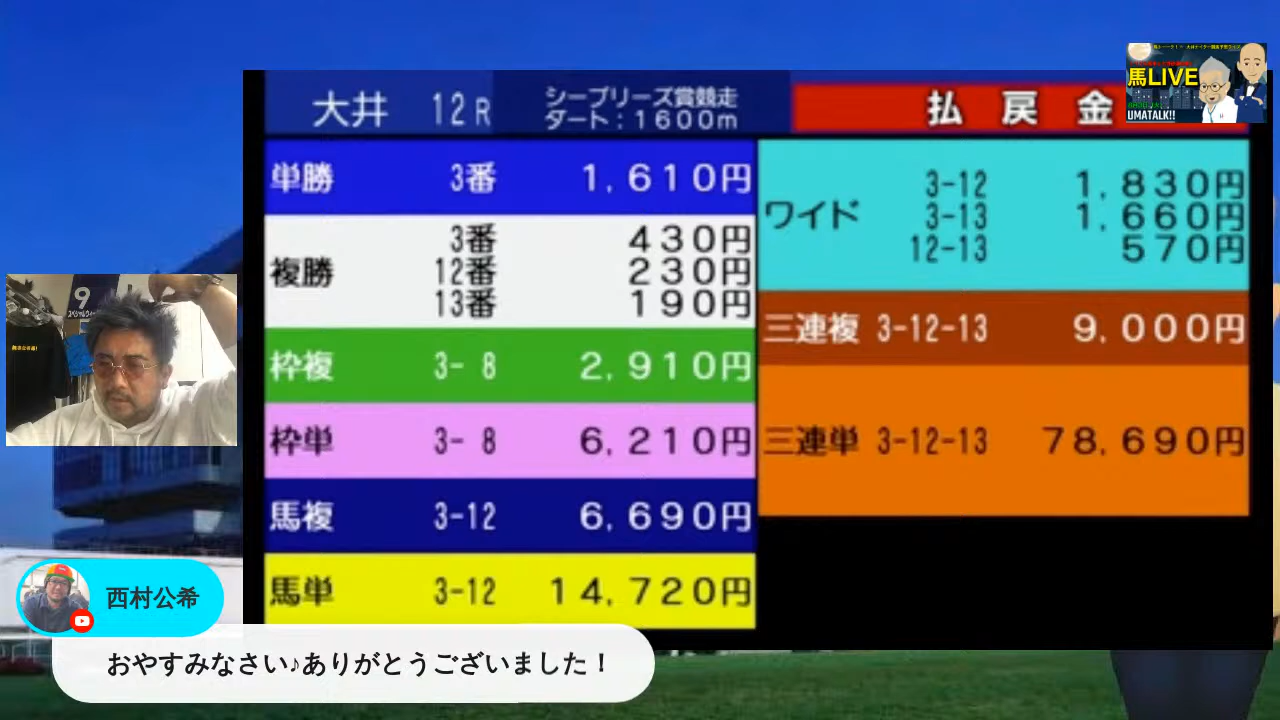 大井 12R シーブリーズ賞競走
ダート：1600m
払戻金
単勝 3番 1,610円
複勝 3番 430円
12番 230円
13番 190円
枠複 3-8 2,910円
枠単 3-8 6,210円
馬複 3-12 6,690円
馬単 3-12 14,720円
ワイド 3-12 1,830円
3-13 1,660円
12-13 570円
三連複 3-12-13 9,000円
三連単 3-12-13 78,690円
馬LIVE
UMATALK!!
9
西村公希
おやすみなさい♪ありがとうございました！